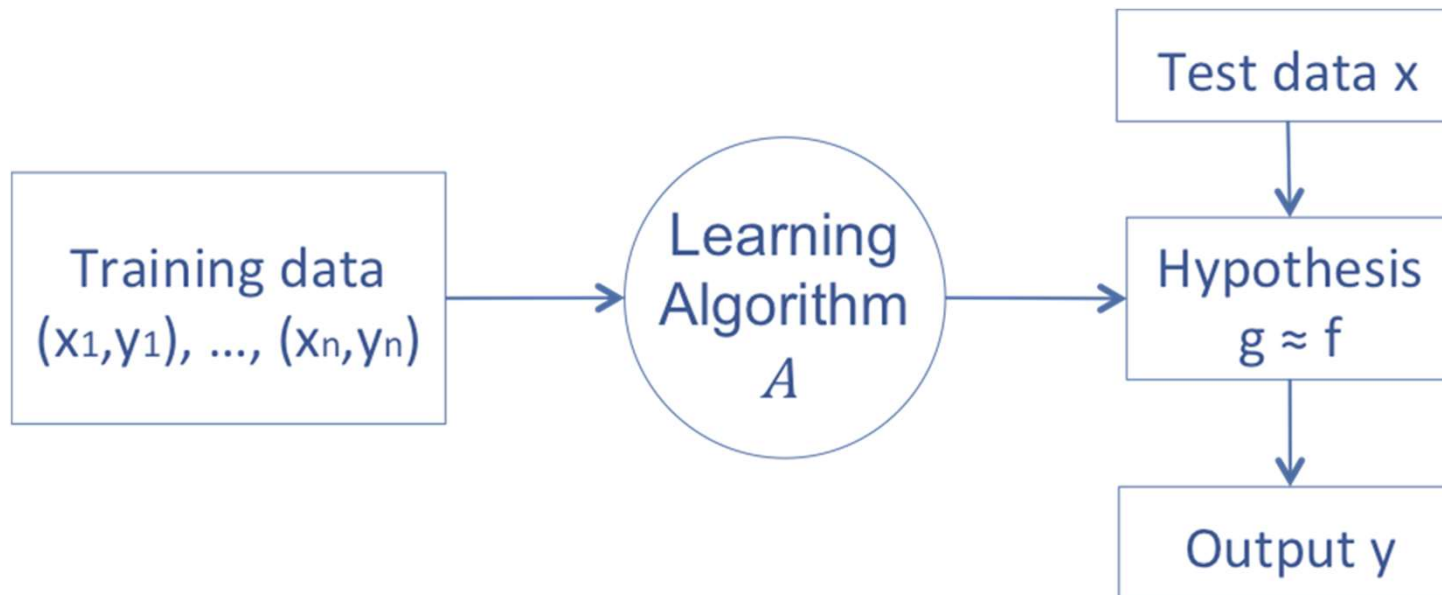 Training data
(x1,y1), ..., (xn,yn)
Learning
Algorithm
A
Test data x
Hypothesis
g ≈ f
Output y